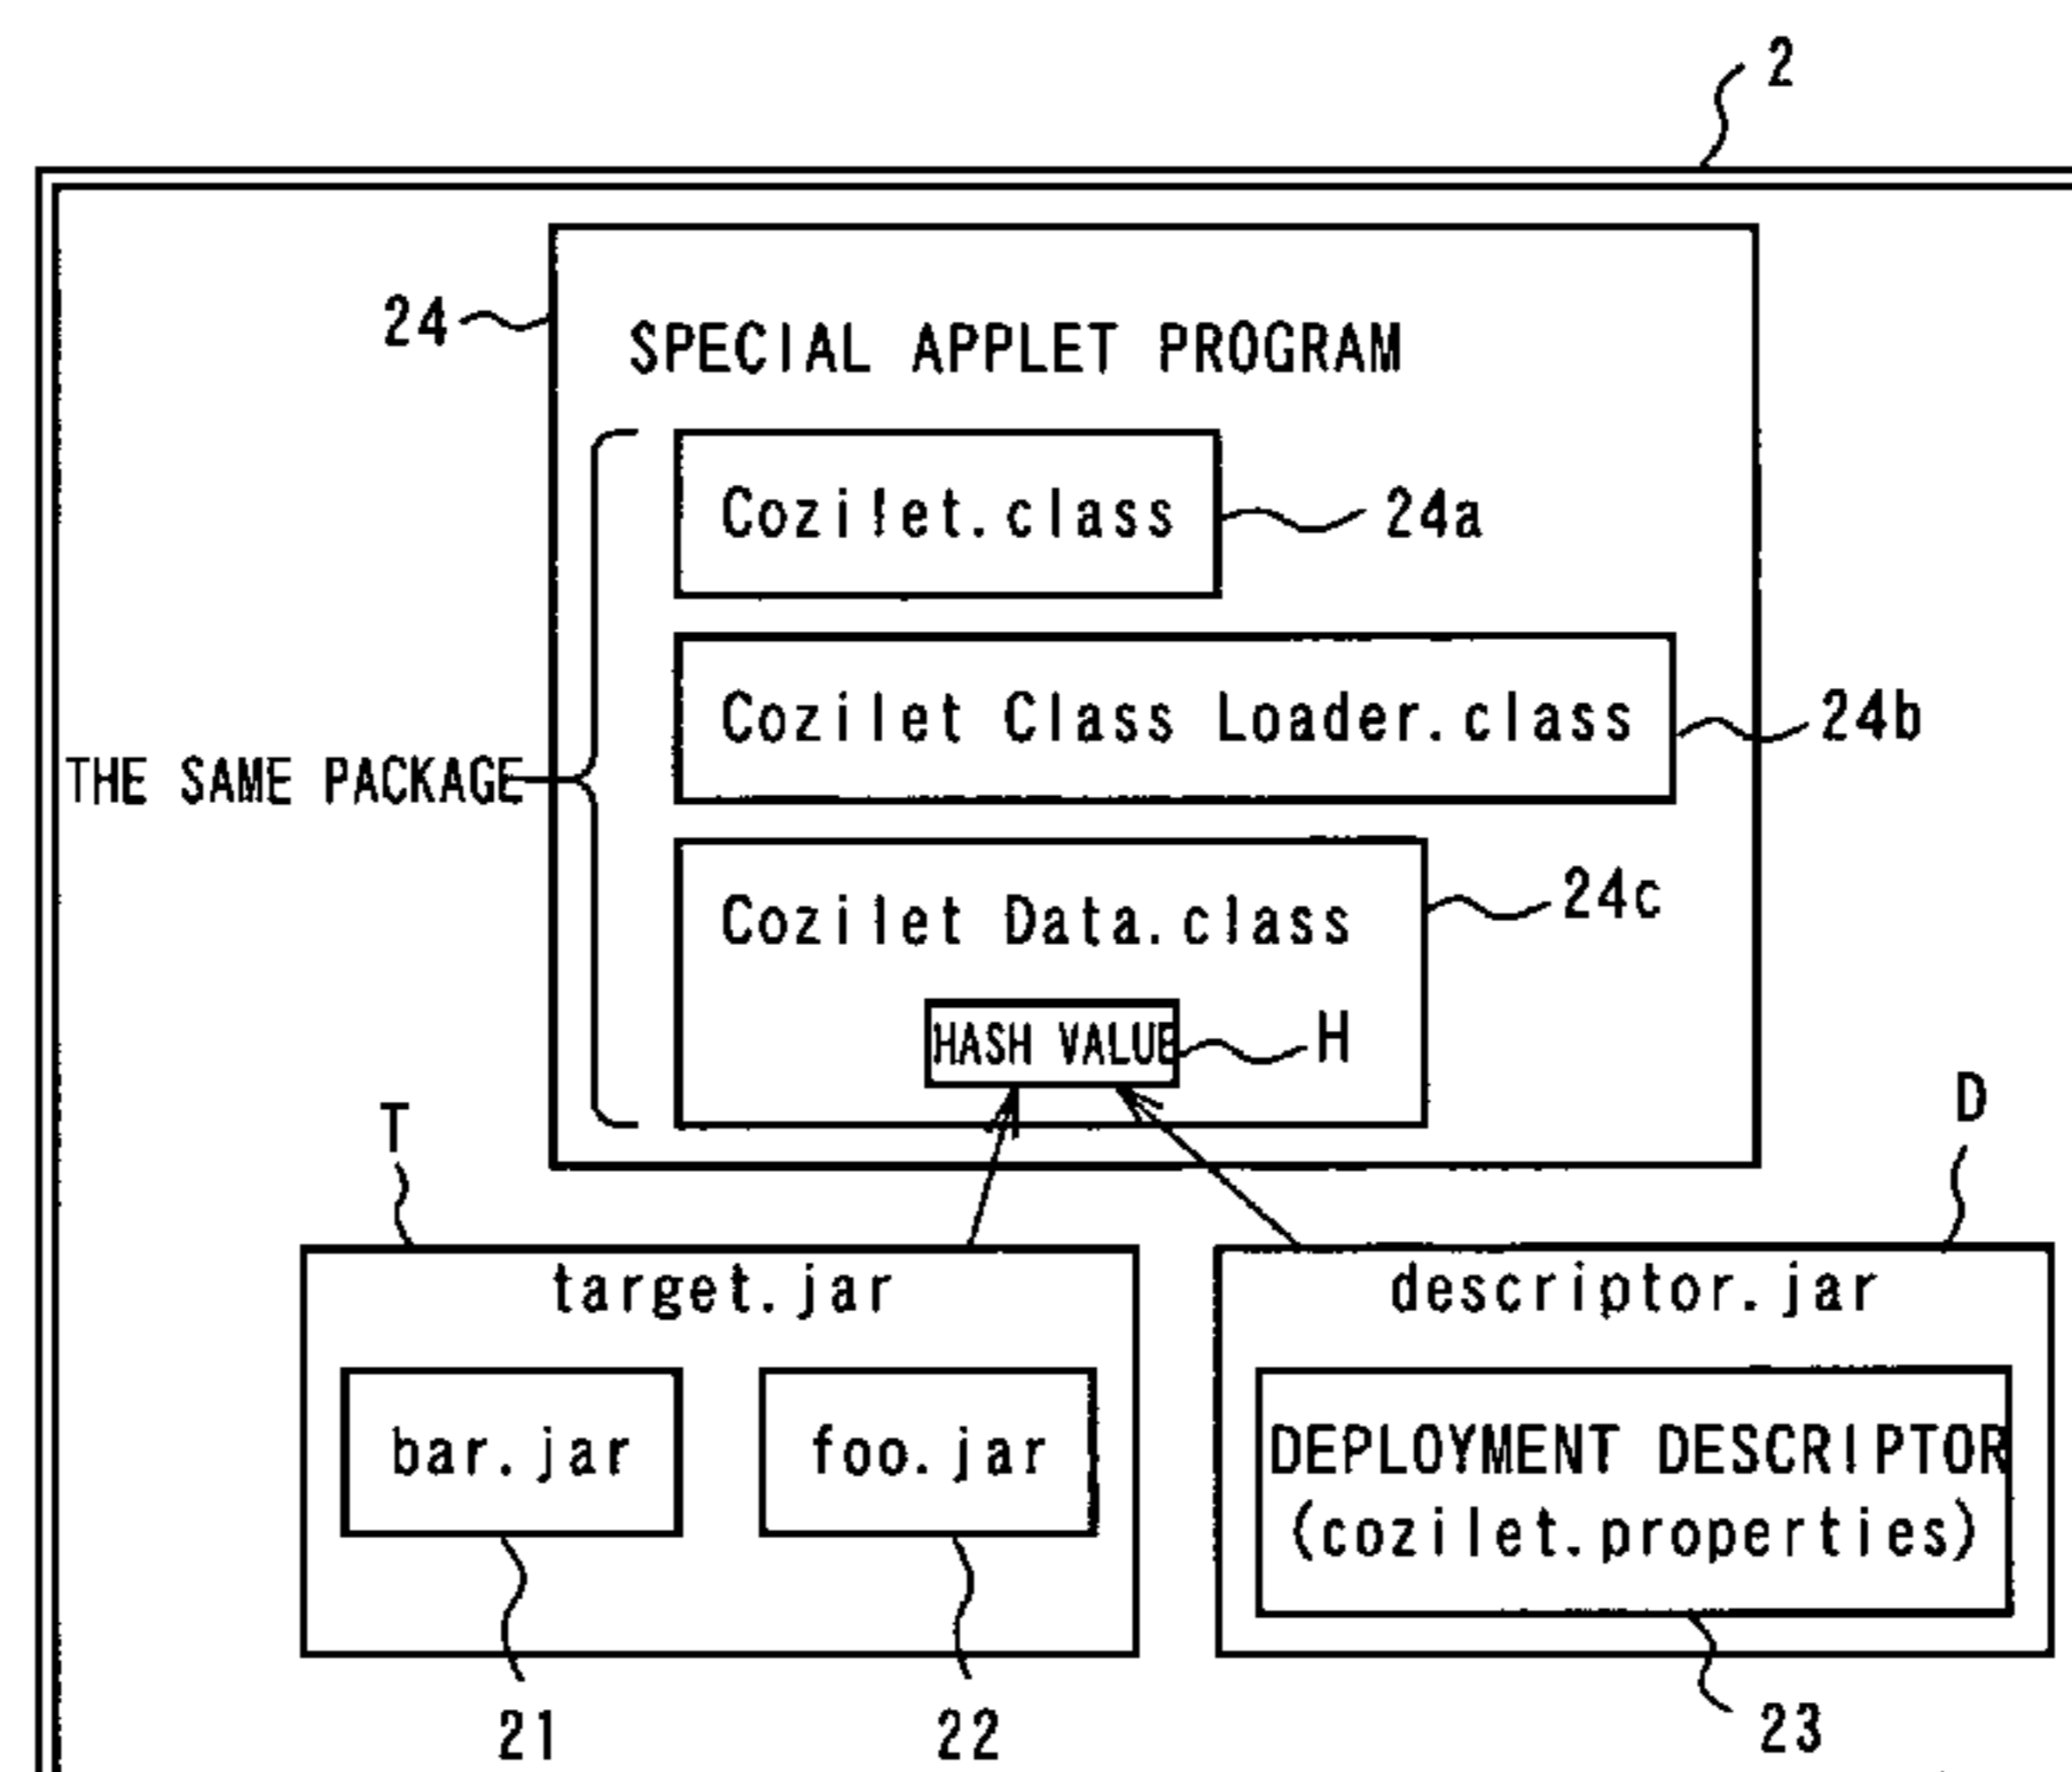 2
24
SPECIAL APPLET PROGRAM
Cozilet.class
24a
Cozilet Class Loader.class
24b
THE SAME PACKAGE
Cozilet Data.class
24c
HASH VALUE
H
T
D
target.jar
descriptor.jar
bar.jar
foo.jar
DEPLOYMENT DESCRIPTOR
(cozilet.properties)
21
22
23